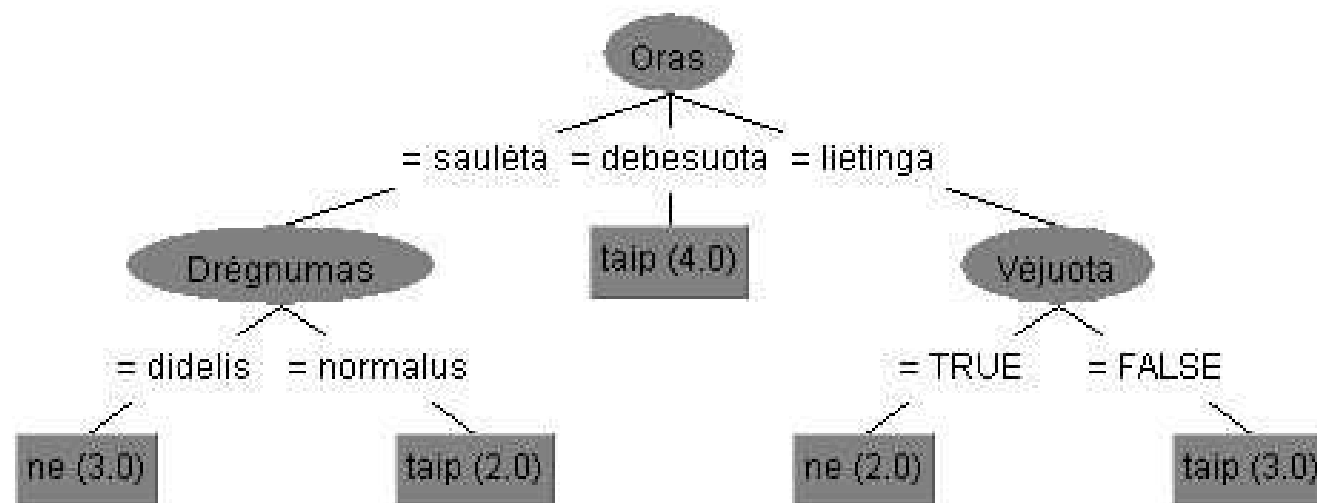 Oras
= saulėta = debesuota = lietinga
Drėgnumas taip (4.0) Vėjuota
= didelis = normalus = TRUE = FALSE
ne (3.0) taip (2.0) ne (2.0) taip (3.0)